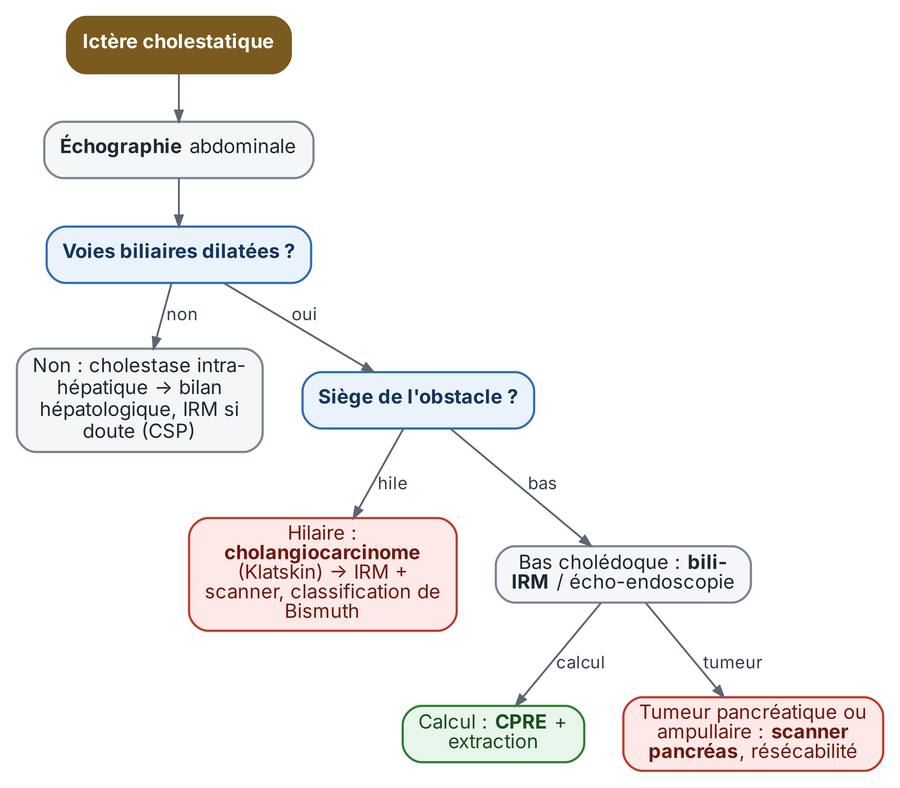 Ictère cholestatique
Échographie abdominale
Voies biliaires dilatées ?
non
oui
Non : cholestase intra-
hépatique → bilan
hépatologique, IRM si
doute (CSP)
Siège de l'obstacle ?
hile
bas
Hilaire :
cholangiocarcinome
(Klatskin) → IRM +
scanner, classification de
Bismuth
Bas cholédoque : bili-
IRM / écho-endoscopie
calcul
tumeur
Calcul : CPRE +
extraction
Tumeur pancréatique ou
ampullaire : scanner
pancréas, résécabilité